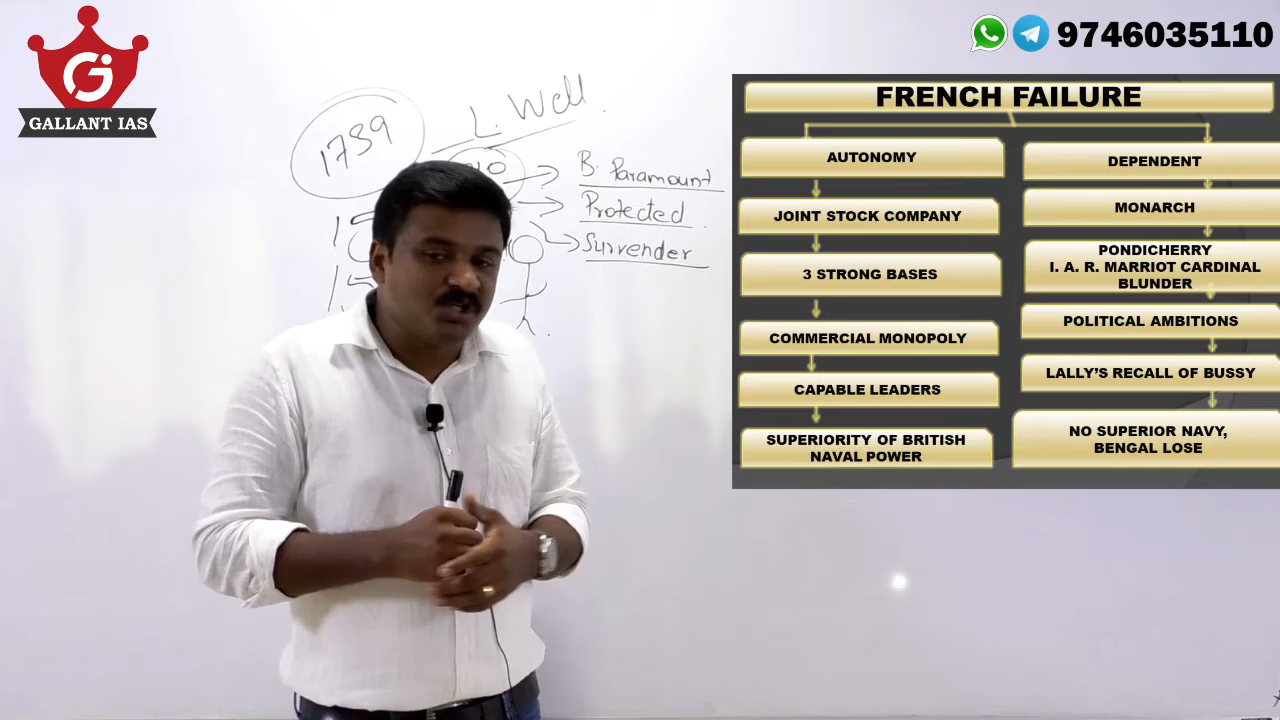 GALLANT IAS
9746035110
1739
L. Well
B. Paramount
Protected
Surrender
FRENCH FAILURE
AUTONOMY
JOINT STOCK COMPANY
3 STRONG BASES
COMMERCIAL MONOPOLY
CAPABLE LEADERS
SUPERIORITY OF BRITISH
NAVAL POWER
DEPENDENT
MONARCH
PONDICHERRY
I. A. R. MARRIOT CARDINAL
BLUNDER
POLITICAL AMBITIONS
LALLY'S RECALL OF BUSSY
NO SUPERIOR NAVY,
BENGAL LOSE